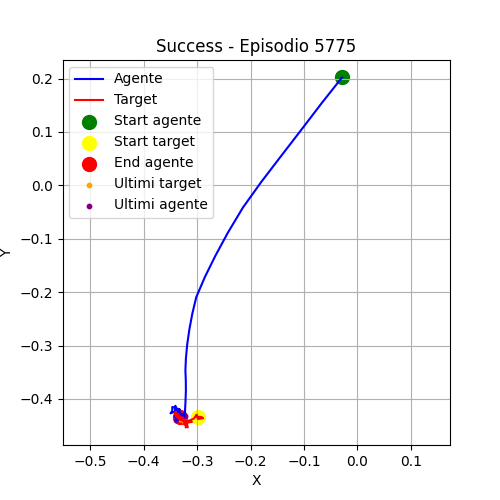 Success - Episodio 5775
Agente
Target
Start agente
Start target
End agente
Ultimi target
Ultimi agente
0.2
0.1
0.0
−0.1
−0.2
−0.3
−0.4
Y
−0.5
−0.4
−0.3
−0.2
−0.1
0.0
0.1
X